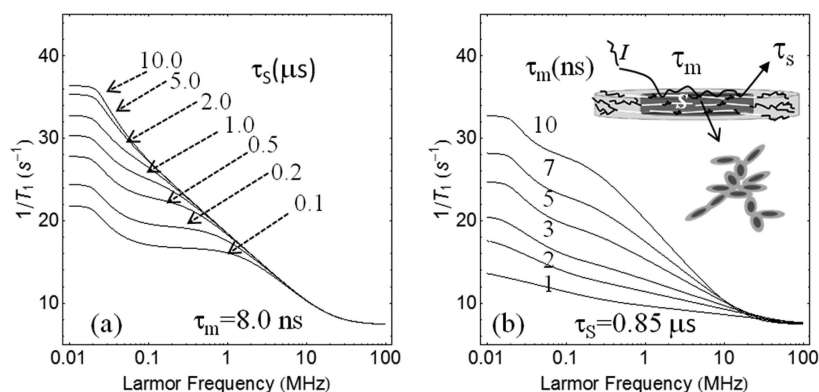 45
35
25
10
1/T₁ (s⁻¹)
τS(μs)
10.0
5.0
2.0
1.0
0.5
0.2
0.1
(a)
τm=8.0 ns
0.01 0.1 1 10 100
Larmor Frequency (MHz)
40
30
20
10
1/T₁ (s⁻¹)
τm(ns)
I
τm
τs
S
10
7
5
3
2
1
(b)
τS=0.85 μs
0.01 0.1 1 10 100
Larmor Frequency (MHz)